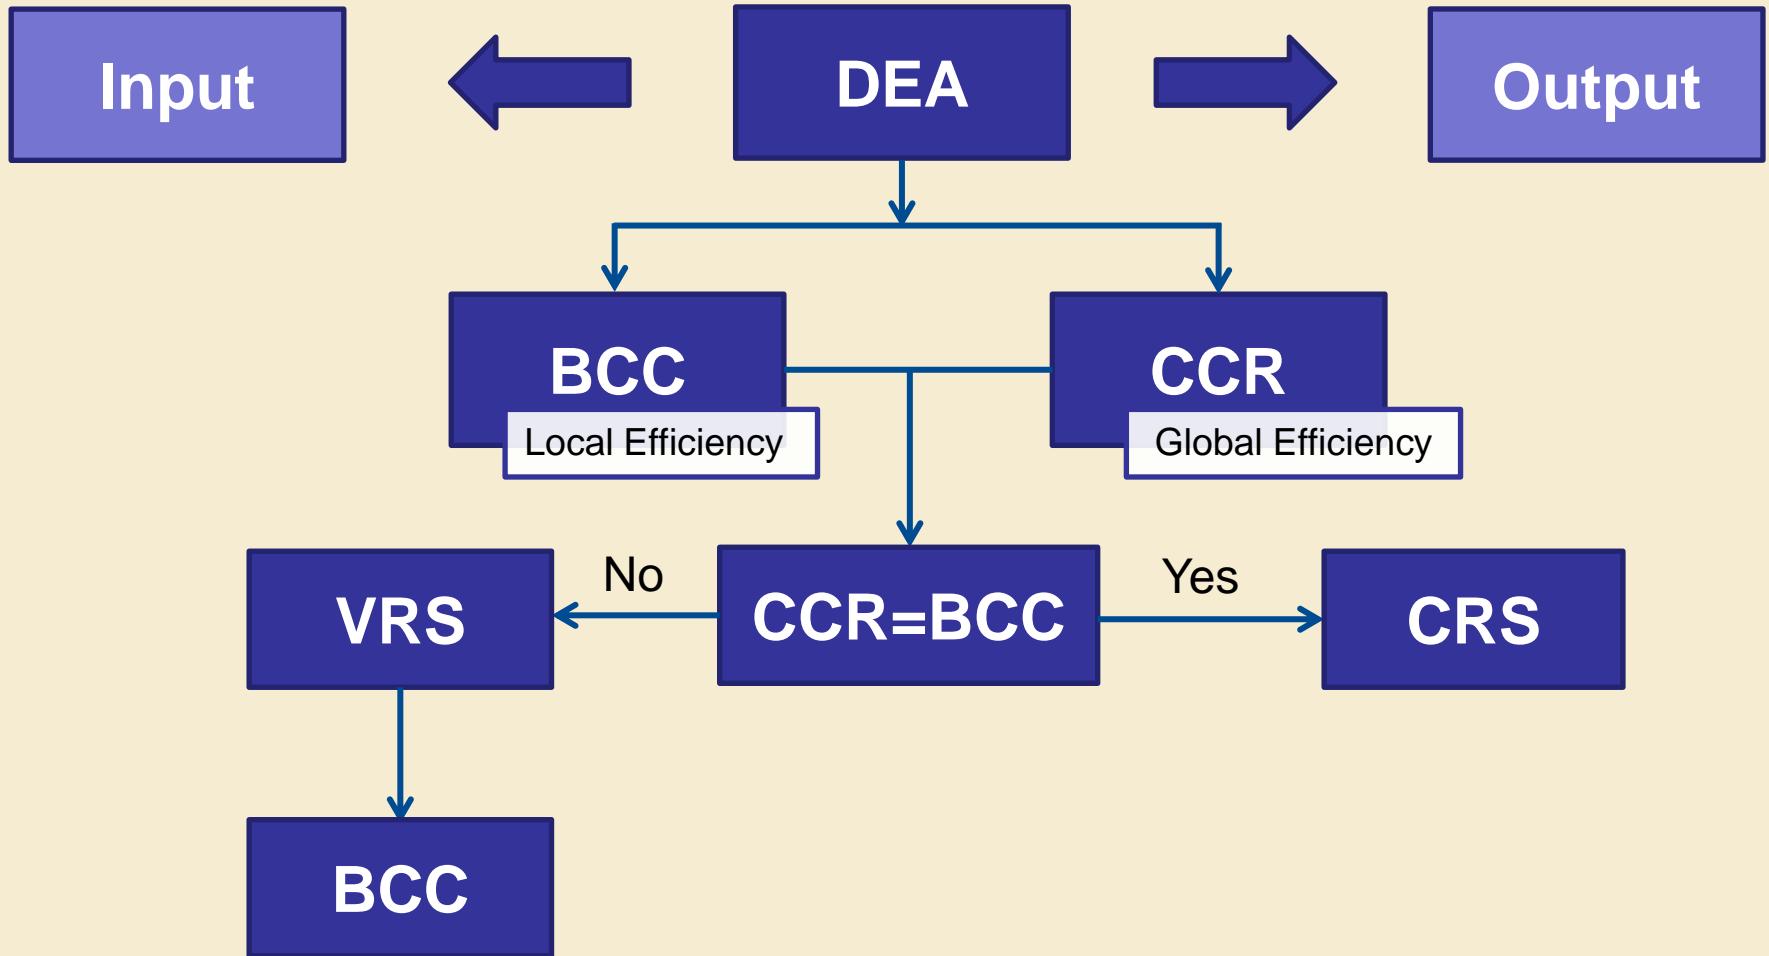 Input
DEA
Output
BCC
CCR
Local Efficiency
Global Efficiency
VRS
No
CCR=BCC
Yes
CRS
BCC